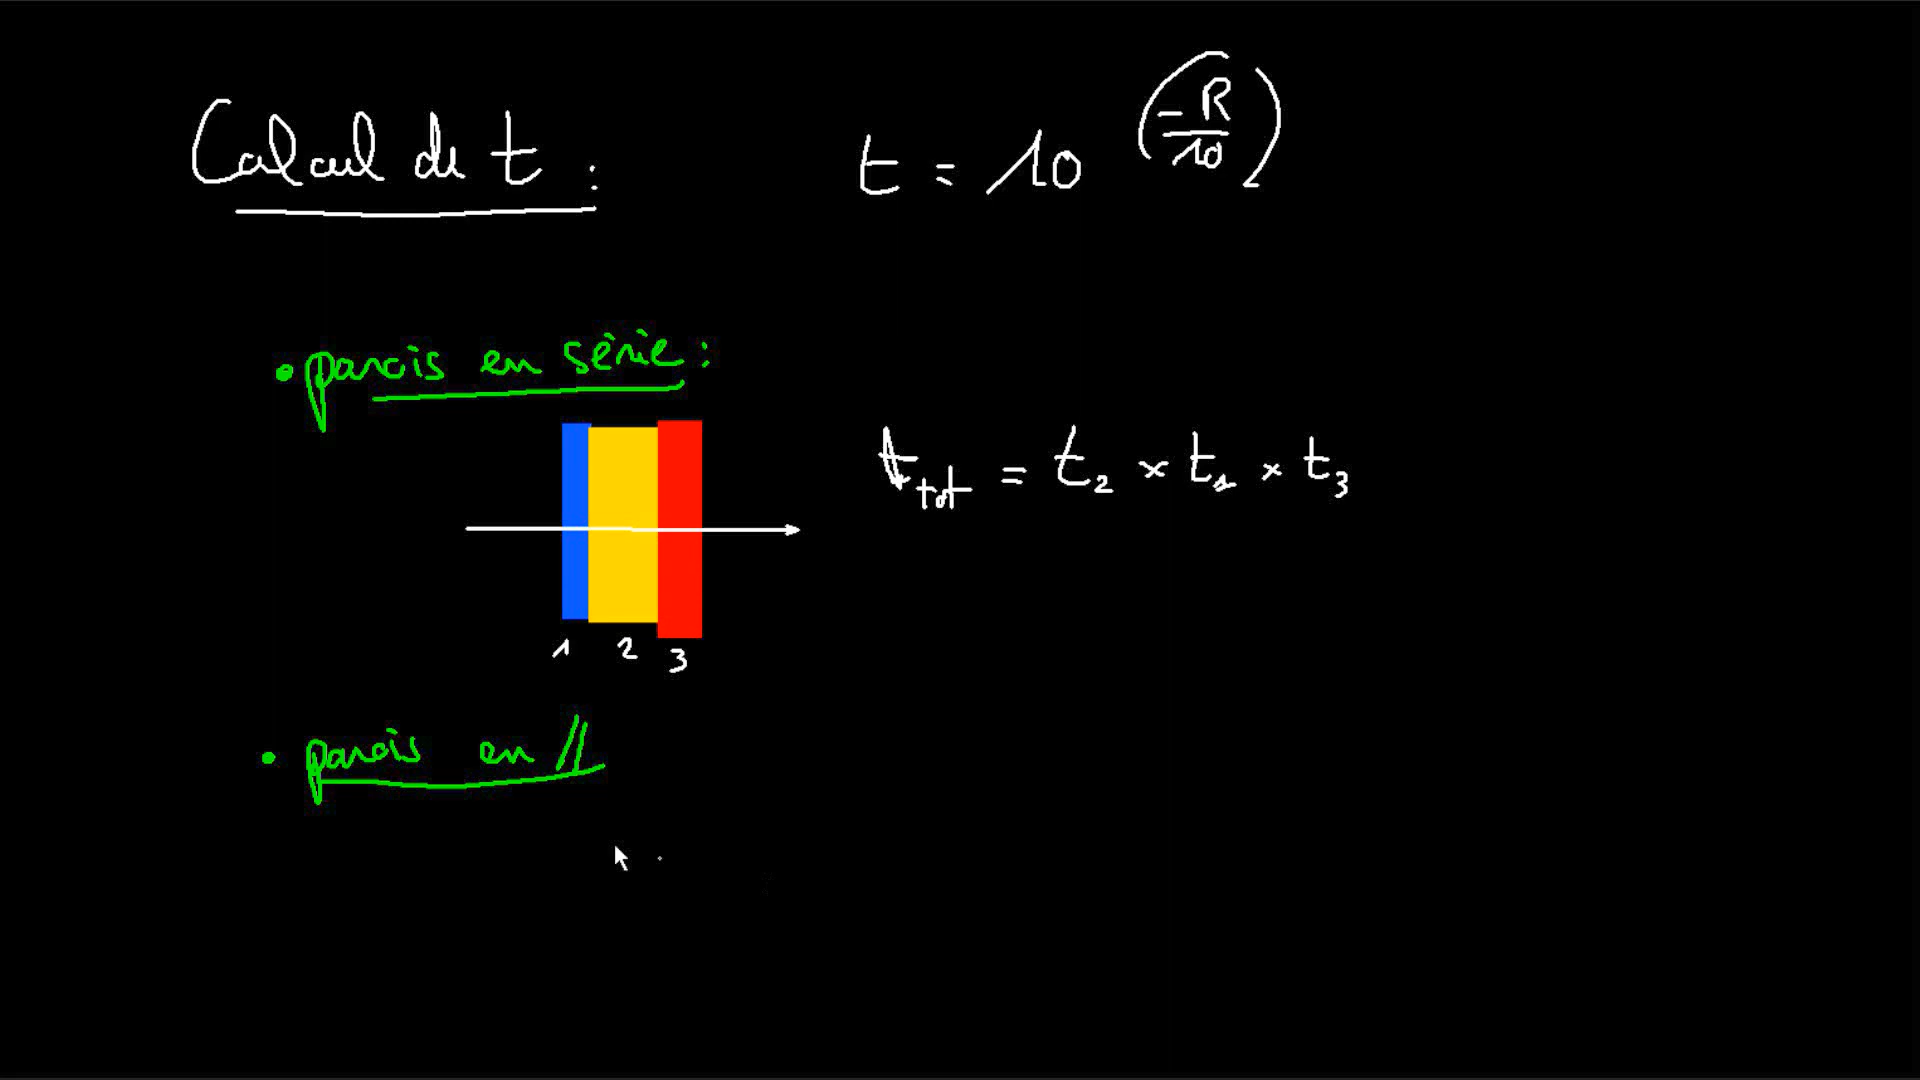 Calcul de t :
t = 10^(-R/10)
• parois en série :
t_tot = t_2 × t_1 × t_3
1 2 3
• parois en //